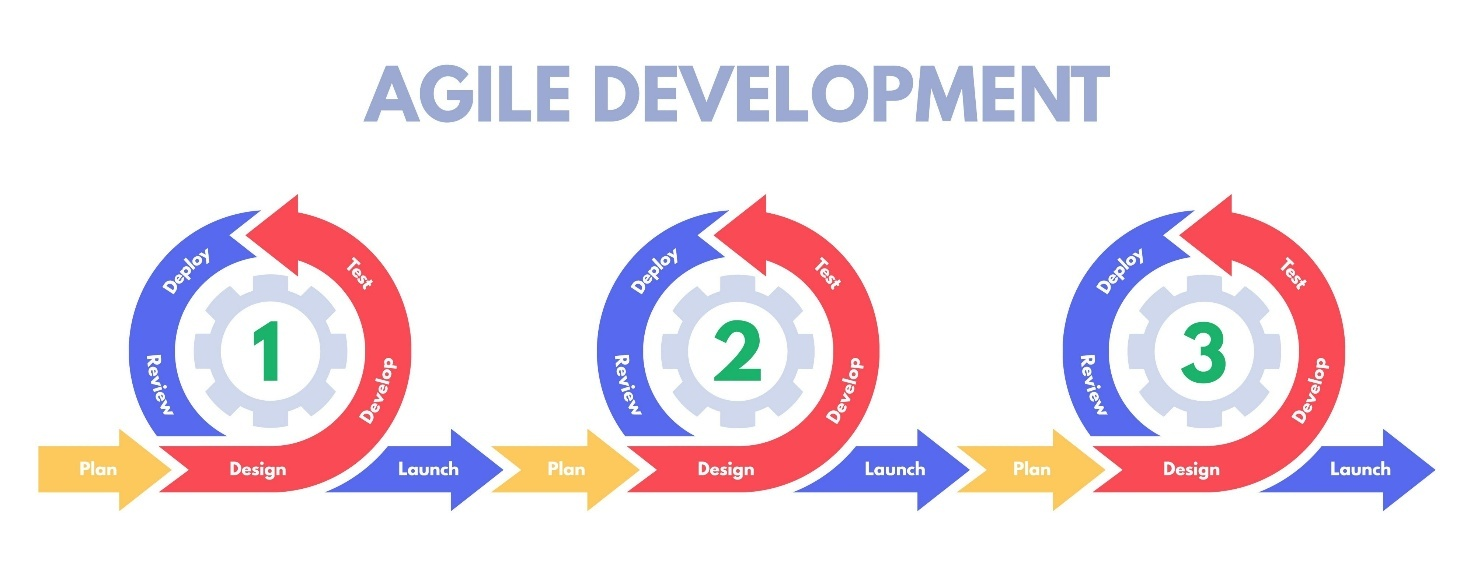 AGILE DEVELOPMENT
Plan
Design
Develop
Test
Deploy
Review
1
Launch
Plan
Design
Develop
Test
Deploy
Review
2
Launch
Plan
Design
Develop
Test
Deploy
Review
3
Launch